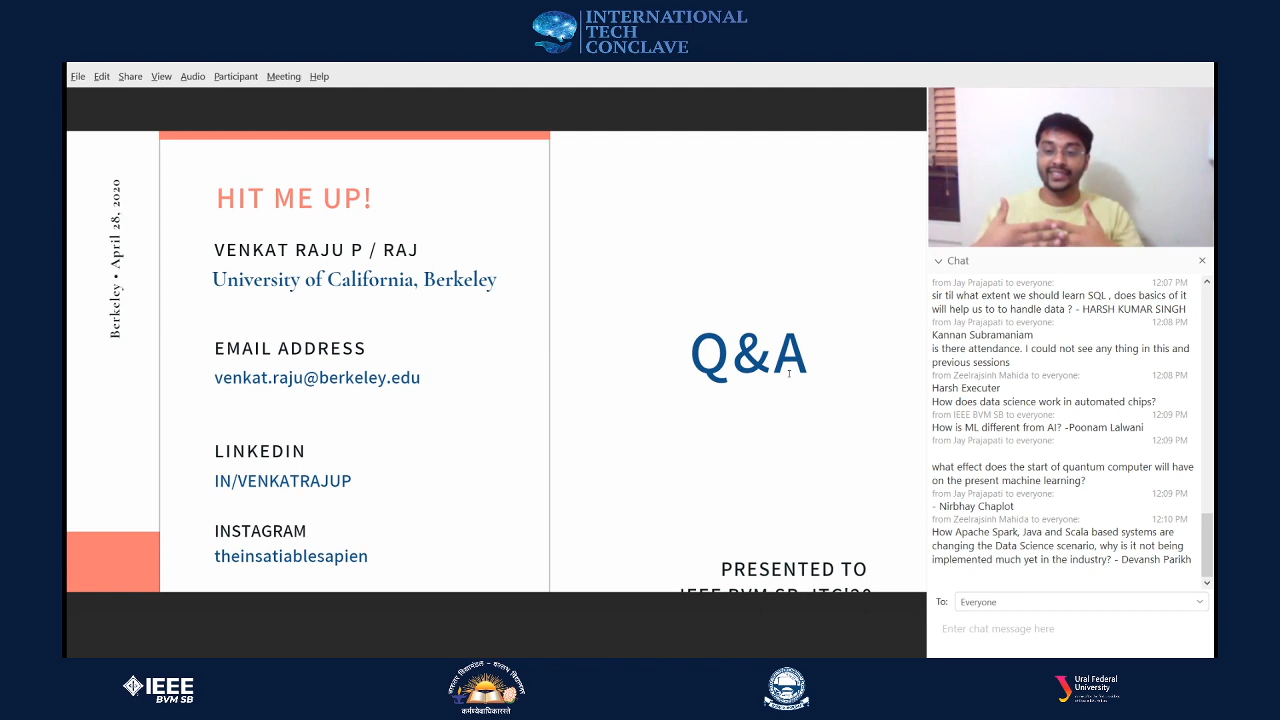 INTERNATIONAL
TECH
CONCLAVE
File Edit Share View Audio Participant Meeting Help
Berkeley • April 28, 2020
HIT ME UP!
VENKAT RAJU P / RAJ
University of California, Berkeley
EMAIL ADDRESS
venkat.raju@berkeley.edu
LINKEDIN
IN/VENKATRAJUP
INSTAGRAM
theinsatiablesapien
Q&A
PRESENTED TO
IEEE BVM SB, ITC'20
Chat
from Jay Prajapati to everyone: 12:07 PM
sir til what extent we should learn SQL , does basics of it
will help us to to handle data ? - HARSH KUMAR SINGH
from Jay Prajapati to everyone: 12:08 PM
Kannan Subramaniam
is there attendance. I could not see any thing in this and
previous sessions
from Zeelrajsinh Mahida to everyone: 12:08 PM
Harsh Executer
How does data science work in automated chips?
from IEEE BVM SB to everyone: 12:09 PM
How is ML different from AI? -Poonam Lalwani
from Jay Prajapati to everyone: 12:09 PM
what effect does the start of quantum computer will have
on the present machine learning?
from Jay Prajapati to everyone: 12:09 PM
- Nirbhay Chaplot
from Zeelrajsinh Mahida to everyone: 12:10 PM
How Apache Spark, Java and Scala based systems are
changing the Data Science scenario, why is it not being
implemented much yet in the industry? - Devansh Parikh
To: Everyone
Enter chat message here
IEEE
BVM SB
कर्मण्येवाधिकारस्ते
Ural Federal
University